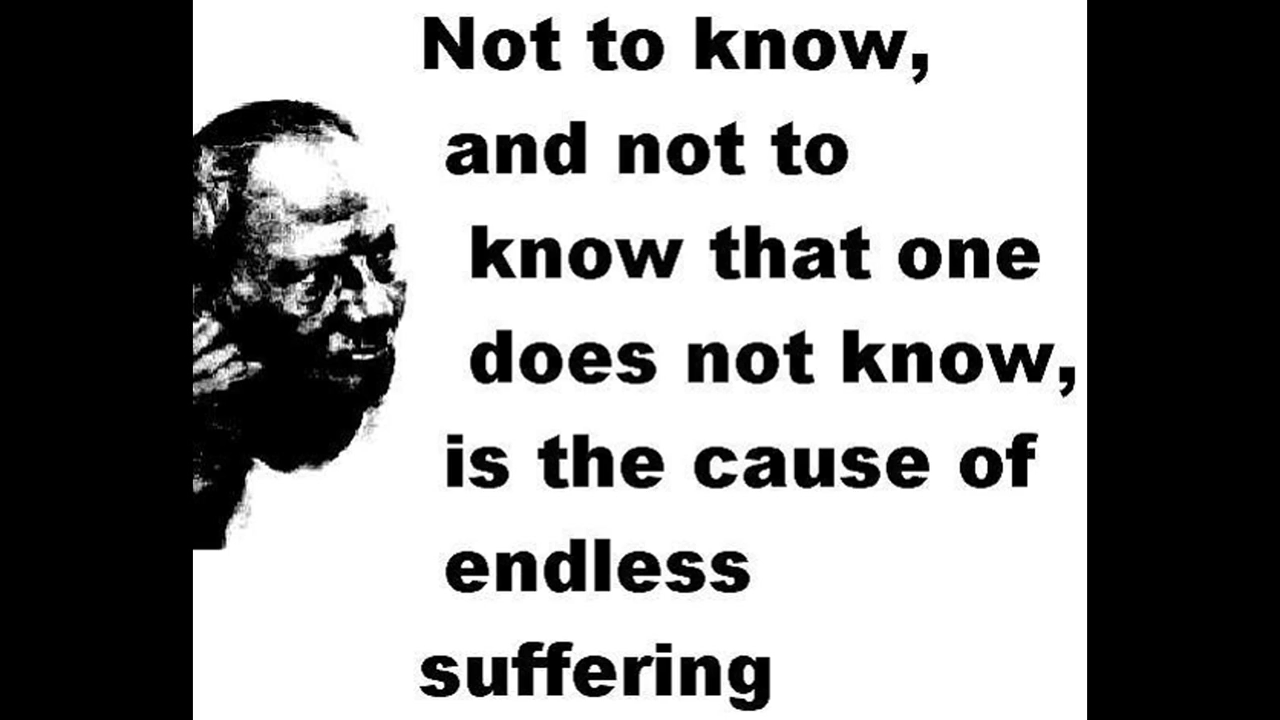 Not to know,
and not to
know that one
does not know,
is the cause of
endless
suffering